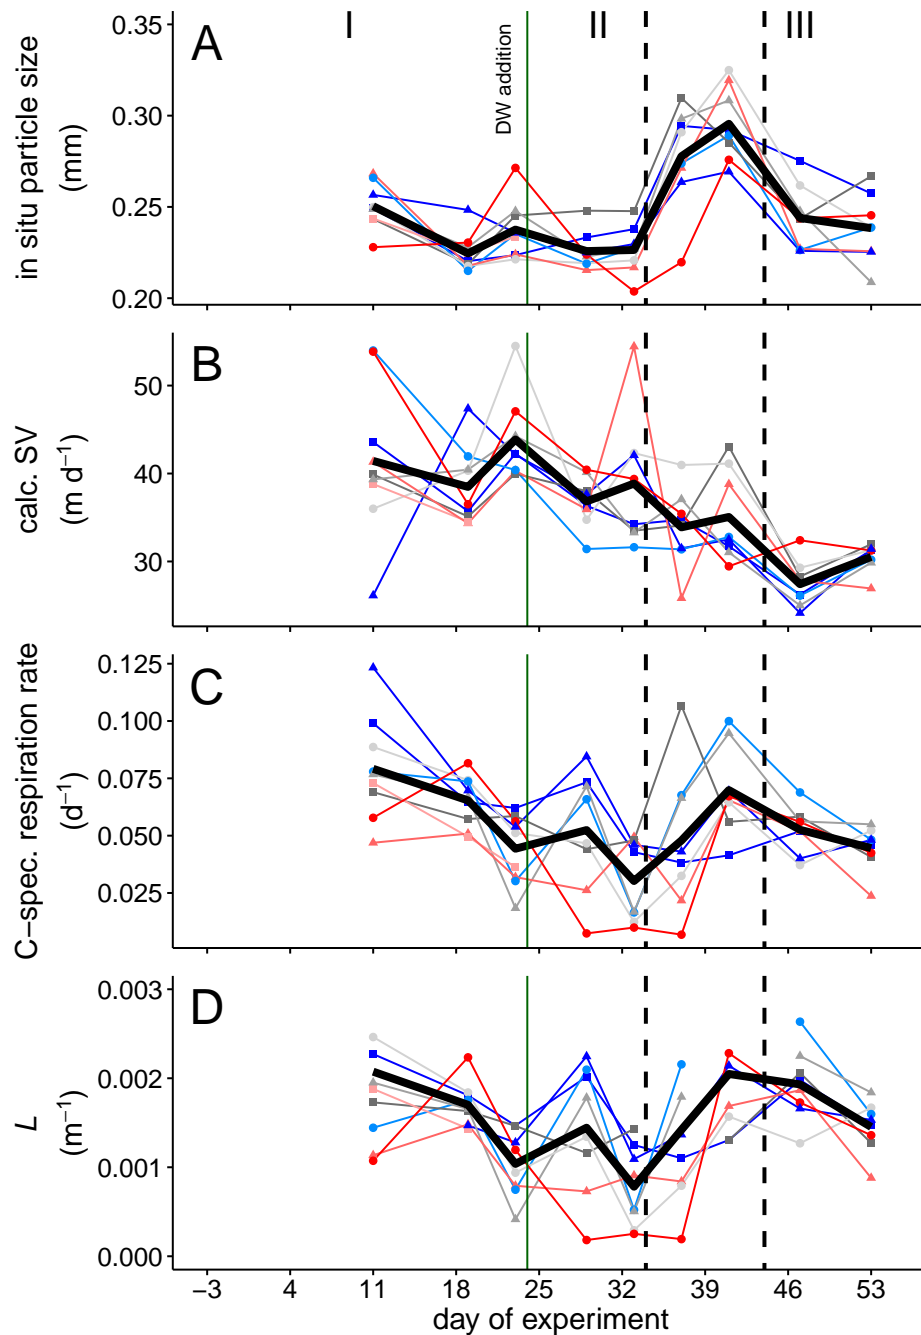 A
I
II
III
DW addition
in situ particle size
(mm)
0.35
0.30
0.25
0.20
B
calc. SV
(m d⁻¹)
50
40
30
C
C−spec. respiration rate
(d⁻¹)
0.125
0.100
0.075
0.050
0.025
D
L
(m⁻¹)
0.003
0.002
0.001
0.000
−3 4 11 18 25 32 39 46 53
day of experiment